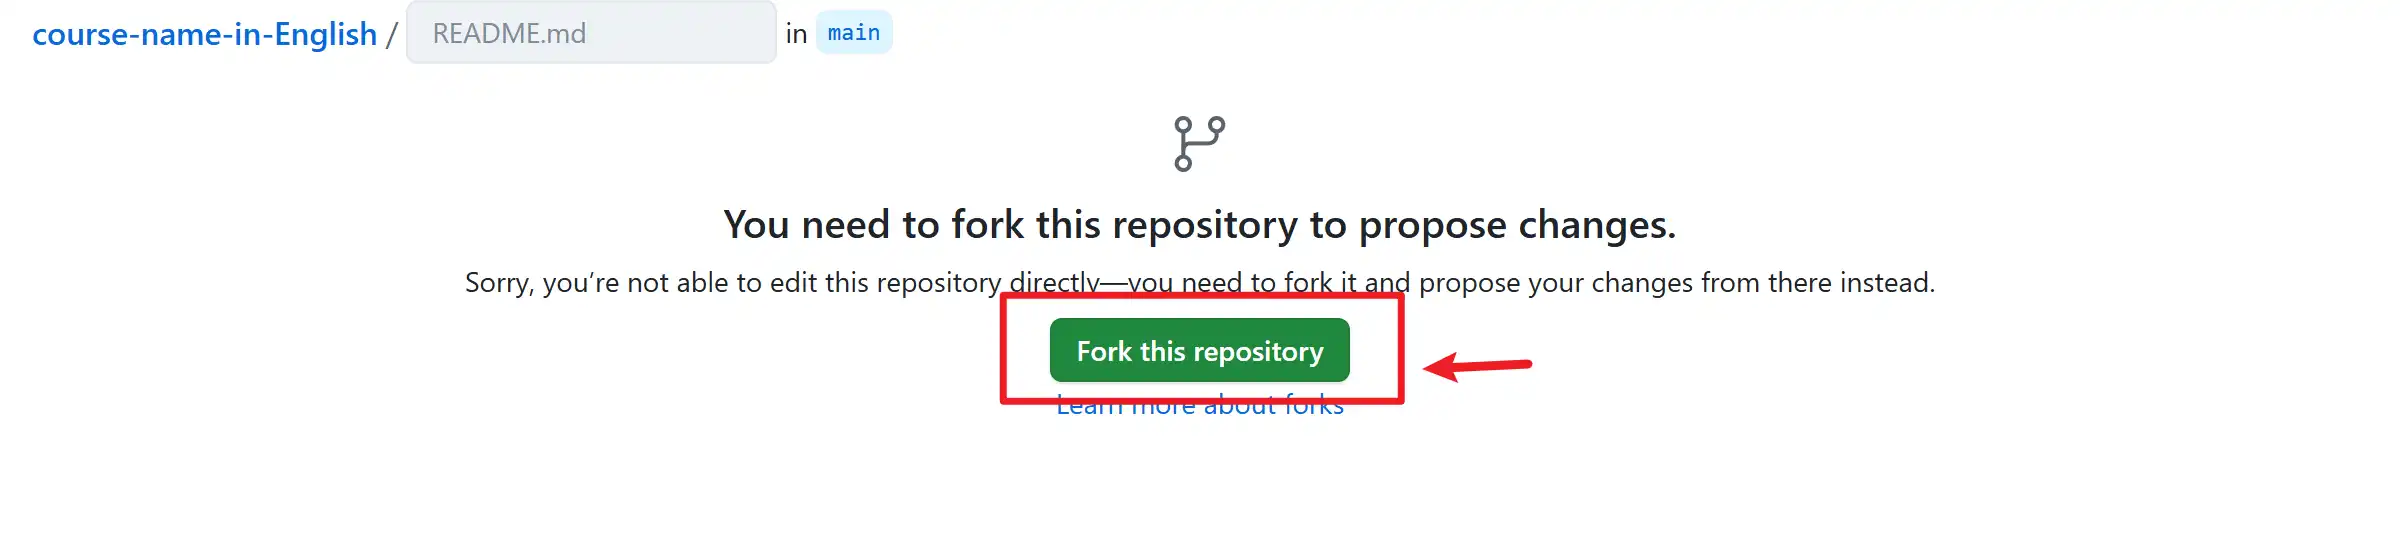 course-name-in-English / README.md in main
You need to fork this repository to propose changes.
Sorry, you’re not able to edit this repository directly—you need to fork it and propose your changes from there instead.
Fork this repository
Learn more about forks